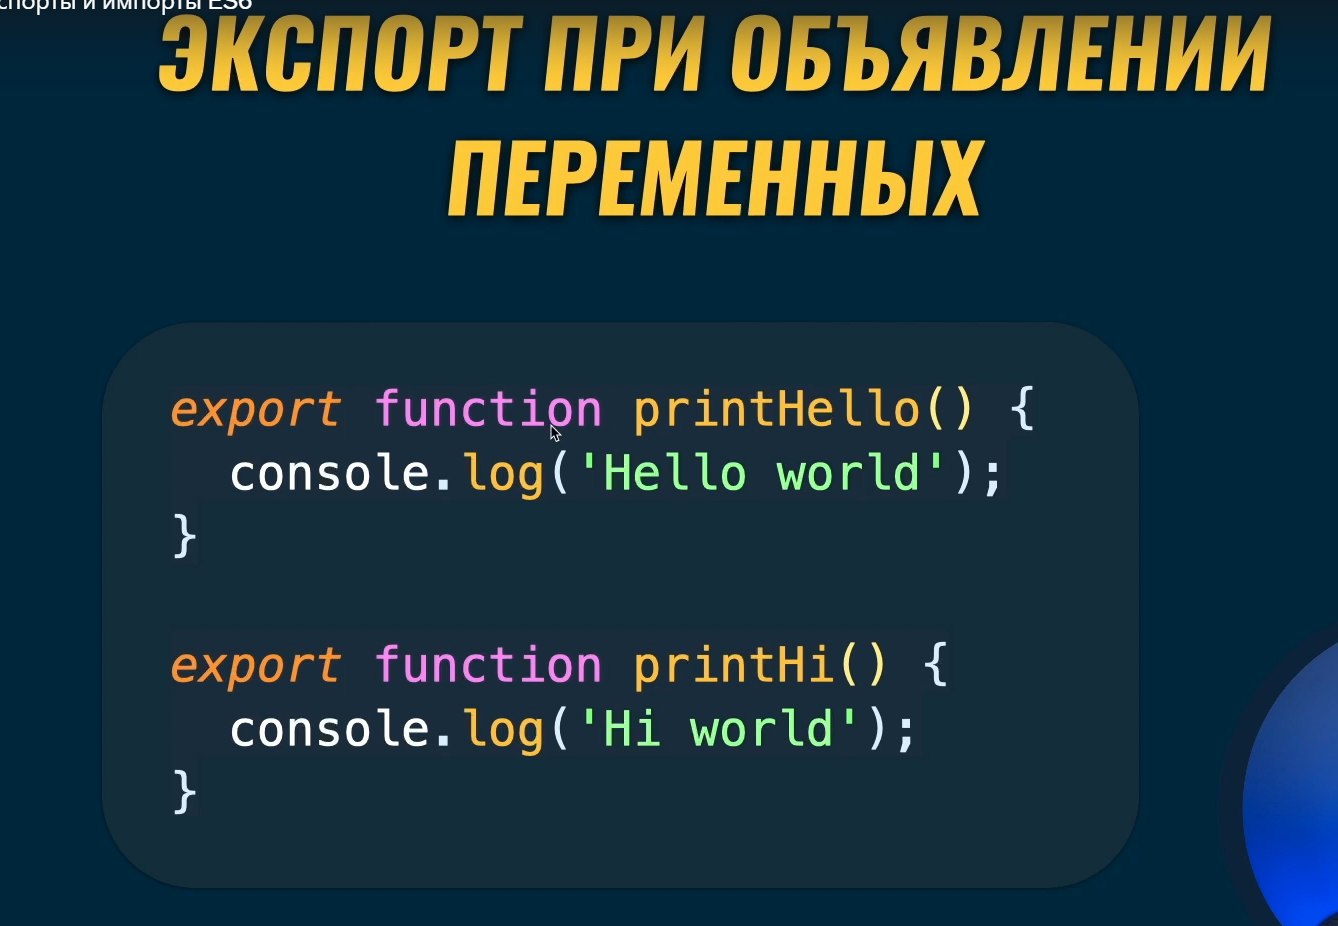 и импорты ES6
ЭКСПОРТ ПРИ ОБЪЯВЛЕНИИ
ПЕРЕМЕННЫХ
export function printHello() {
  console.log('Hello world');
}
export function printHi() {
  console.log('Hi world');
}